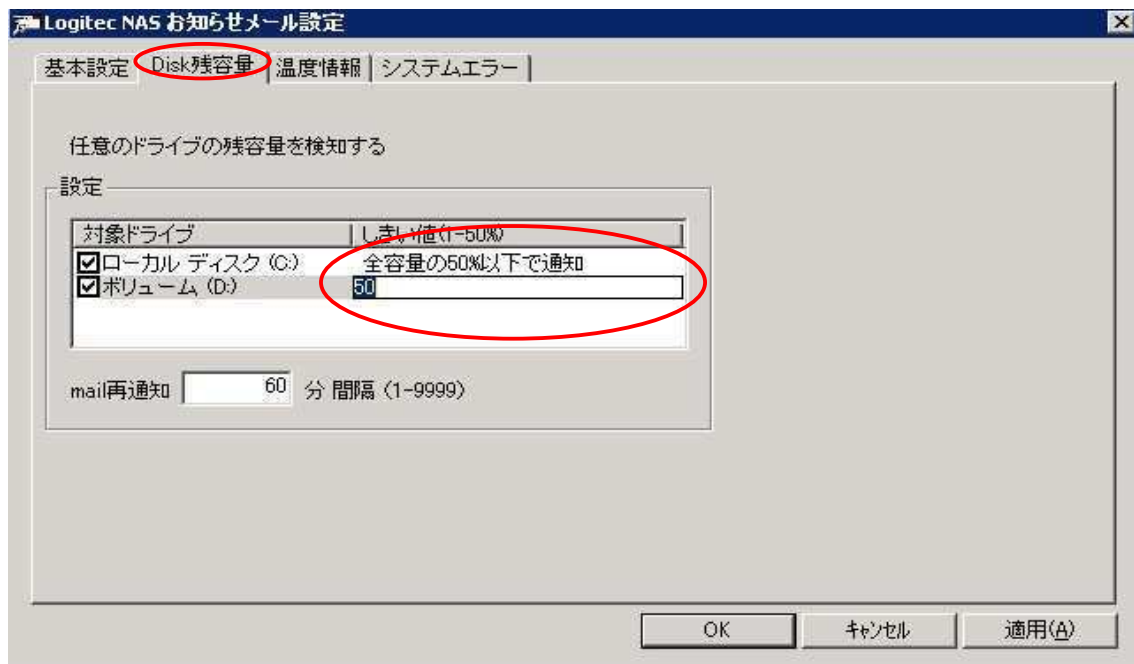 Logitec NAS お知らせメール設定
基本設定 Disk残容量 温度情報 システムエラー
任意のドライブの残容量を検知する
設定
対象ドライブ しきい値(1-50%)
ローカル ディスク (C:) 全容量の50%以下で通知
ボリューム (D:) 50
mail再通知 60 分 間隔 (1-9999)
OK キャンセル 適用(A)